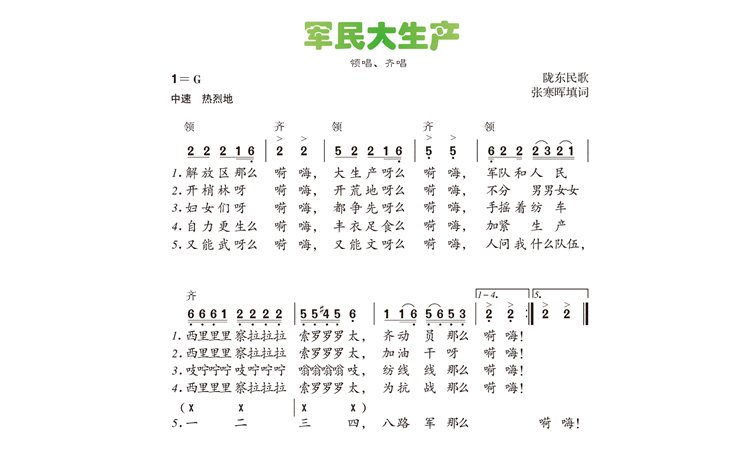 军民大生产
领唱、齐唱
1＝G
陇东民歌
中速 热烈地
张寒晖填词
领 齐 领 齐 领
> > > >
2 2 2 1 6 | 2 2 | 5 2 2 1 6 | 5 5 | 6 2 2 2 3 2 1 |
1.解放区那么 嗬嗨， 大生产呀么 嗬嗨， 军队和人 民
2.开梢林呀 嗬嗨， 开荒地呀么 嗬嗨， 不分 男男女女
3.妇女们呀 嗬嗨， 都争先呀么 嗬嗨， 手摇着纺 车
4.自力更生么 嗬嗨， 丰衣足食么 嗬嗨， 加紧 生 产
5.又能武呀么 嗬嗨， 又能文呀么 嗬嗨， 人问我什么队伍，
齐 1－4. 5.
> > > >
6 6 6 1 2 2 2 2 | 5 5 #4 5 6 | 1 1 6 5 6 5 3 | 2 2 :| 2 2 ‖
1.西里里里 察拉拉拉 索罗罗罗太， 齐动 员 那么 嗬 嗨！
2.西里里里 察拉拉拉 索罗罗罗太， 加油 干 呀 嗬 嗨！
3.吱咛咛咛 吱咛咛咛 嗡嗡嗡嗡吱， 纺线 线 那么 嗬 嗨！
4.西里里里 察拉拉拉 索罗罗罗太， 为抗 战 那么 嗬 嗨！
(X X | X X)
5.一 二 三 四， 八路 军 那么 嗬 嗨！